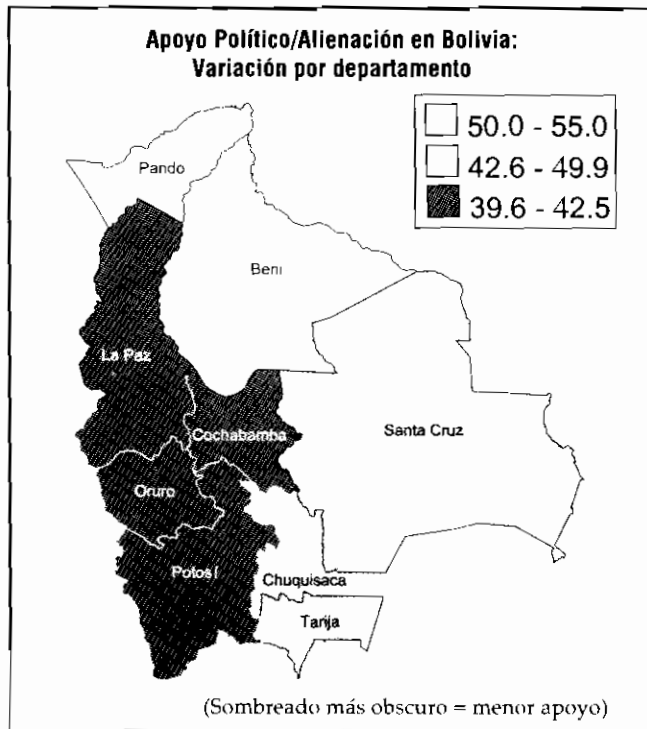 Apoyo Político/Alienación en Bolivia:
Variación por departamento
50.0 - 55.0
42.6 - 49.9
39.6 - 42.5
Pando
Beni
La Paz
Cochabamba
Santa Cruz
Oruro
Potosí
Chuquisaca
Tarija
(Sombreado más obscuro = menor apoyo)